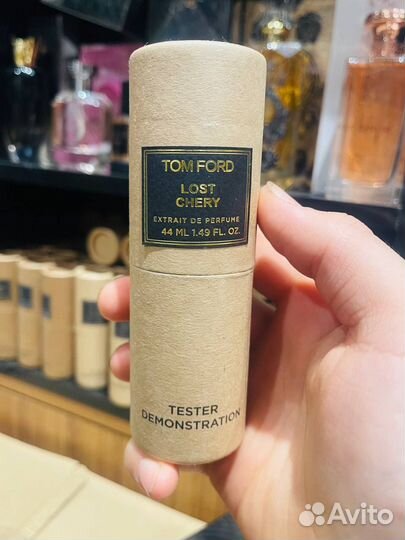 TOM FORD
LOST
CHERY
EXTRAIT DE PERFUME
44 ML 1.49 FL. OZ.
TESTER
DEMONSTRATION
Avito